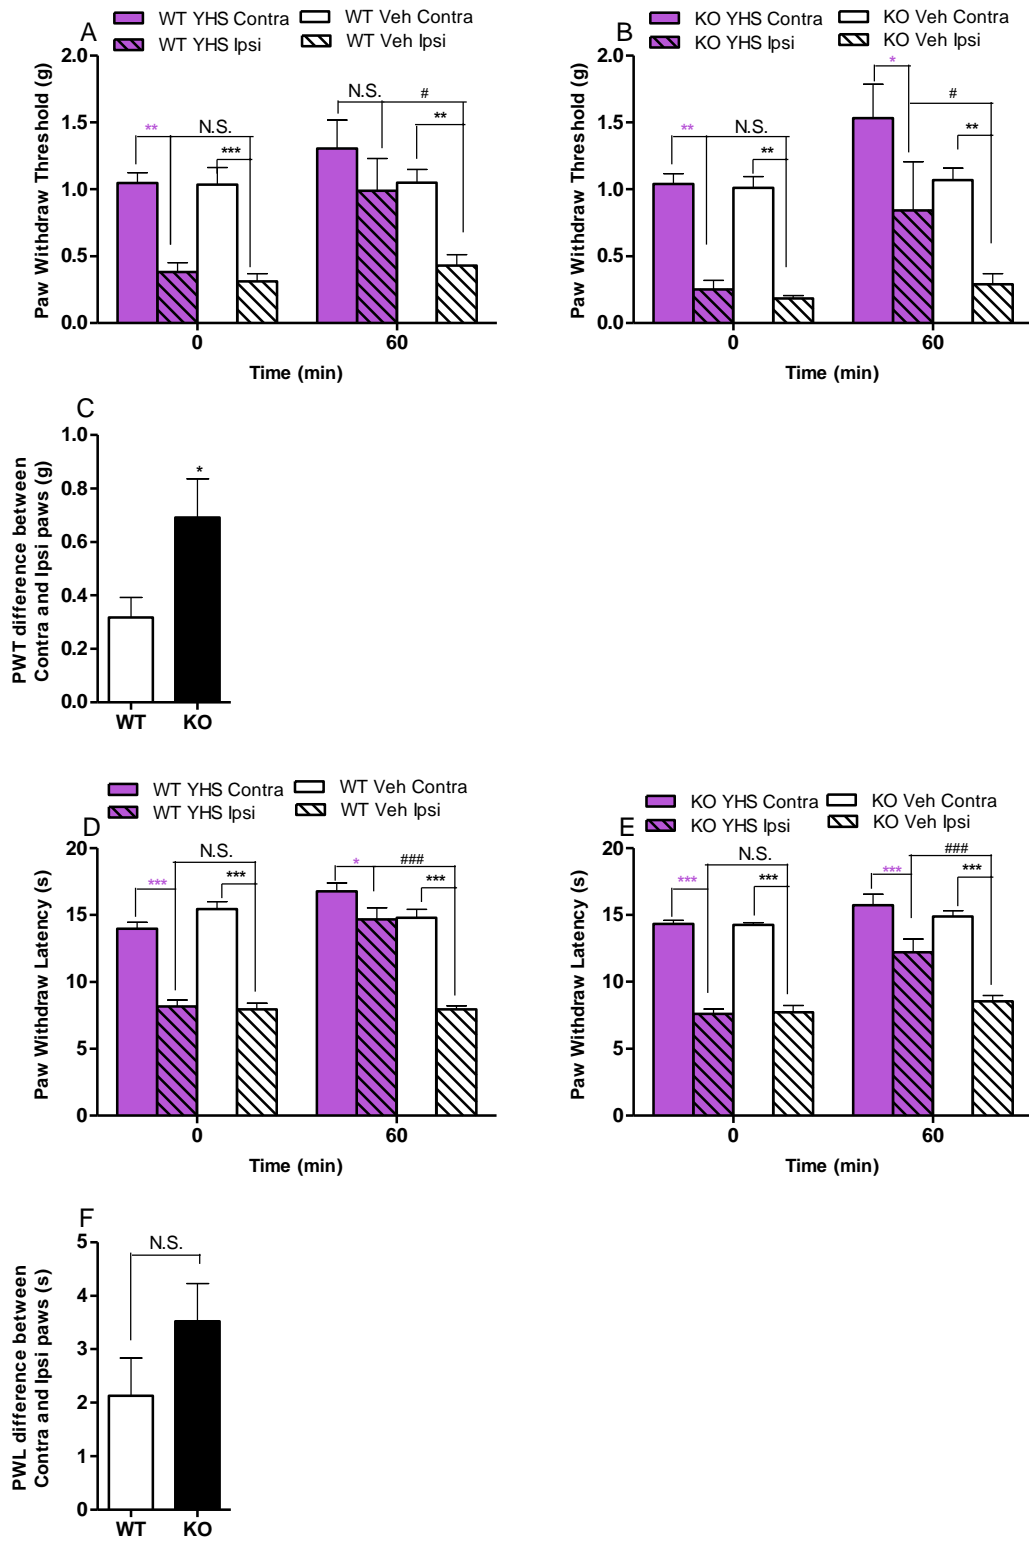 A
WT YHS Contra
WT Veh Contra
WT YHS Ipsi
WT Veh Ipsi
Paw Withdraw Threshold (g)
2.0
1.5
1.0
0.5
0.0
**
N.S.
***
N.S.
#
**
0
60
Time (min)
B
KO YHS Contra
KO Veh Contra
KO YHS Ipsi
KO Veh Ipsi
Paw Withdraw Threshold (g)
2.0
1.5
1.0
0.5
0.0
**
N.S.
**
*
#
**
0
60
Time (min)
C
PWT difference between
Contra and Ipsi paws (g)
1.0
0.8
0.6
0.4
0.2
0.0
*
WT
KO
D
WT YHS Contra
WT Veh Contra
WT YHS Ipsi
WT Veh Ipsi
Paw Withdraw Latency (s)
20
15
10
5
0
***
N.S.
***
*
###
***
0
60
Time (min)
E
KO YHS Contra
KO Veh Contra
KO YHS Ipsi
KO Veh Ipsi
Paw Withdraw Latency (s)
20
15
10
5
0
***
N.S.
***
***
###
***
0
60
Time (min)
F
PWL difference between
Contra and Ipsi paws (s)
5
4
3
2
1
0
N.S.
WT
KO